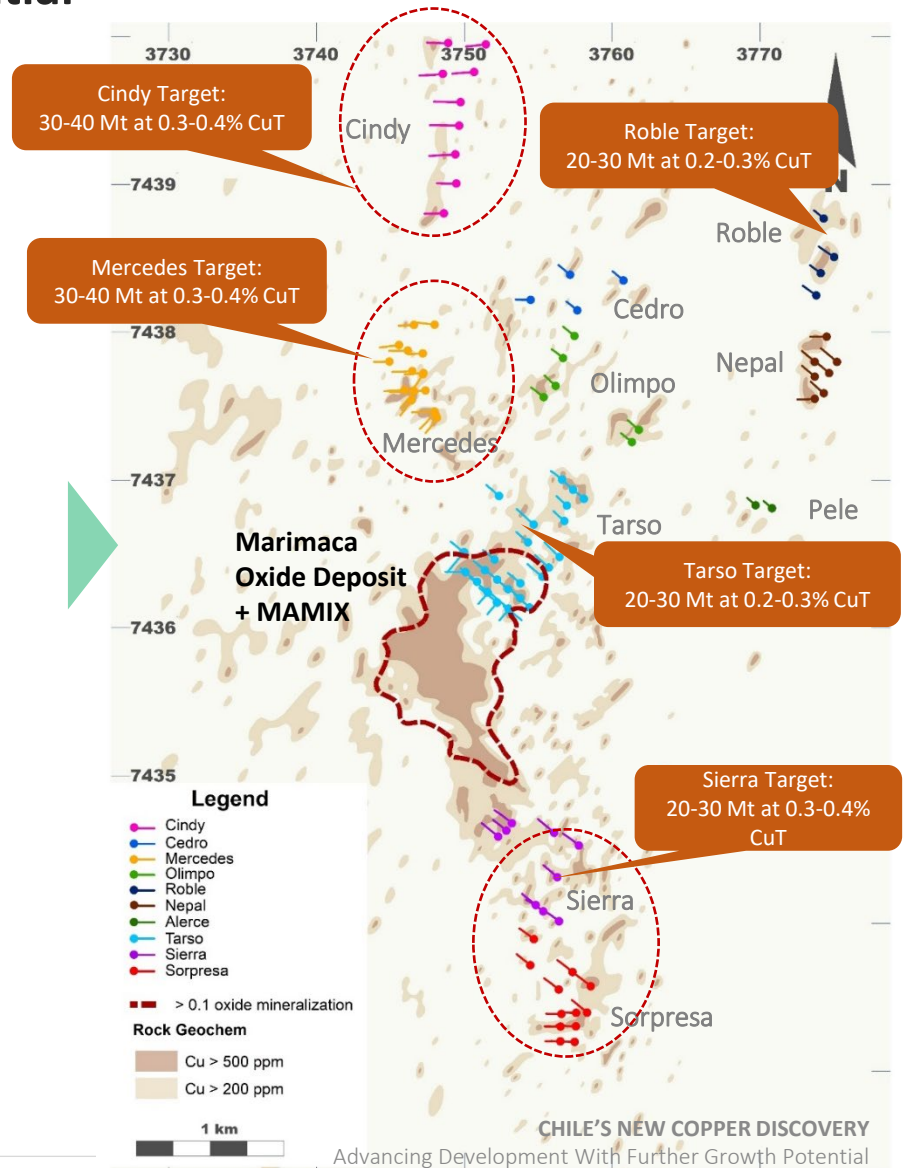 3730 3740 3750 3760 3770
Cindy Target:
30-40 Mt at 0.3-0.4% CuT
Cindy
Roble Target:
20-30 Mt at 0.2-0.3% CuT
7439
N
Roble
Mercedes Target:
30-40 Mt at 0.3-0.4% CuT
Cedro
7438
Nepal
Olimpo
Mercedes
7437
Pele
Tarso
Marimaca
Oxide Deposit
+ MAMIX
Tarso Target:
20-30 Mt at 0.2-0.3% CuT
7436
7435
Sierra Target:
20-30 Mt at 0.3-0.4%
CuT
Sierra
Sorpresa
Legend
Cindy
Cedro
Mercedes
Olimpo
Roble
Nepal
Alerce
Tarso
Sierra
Sorpresa
> 0.1 oxide mineralization
Rock Geochem
Cu > 500 ppm
Cu > 200 ppm
1 km
CHILE'S NEW COPPER DISCOVERY
Advancing Development With Further Growth Potential